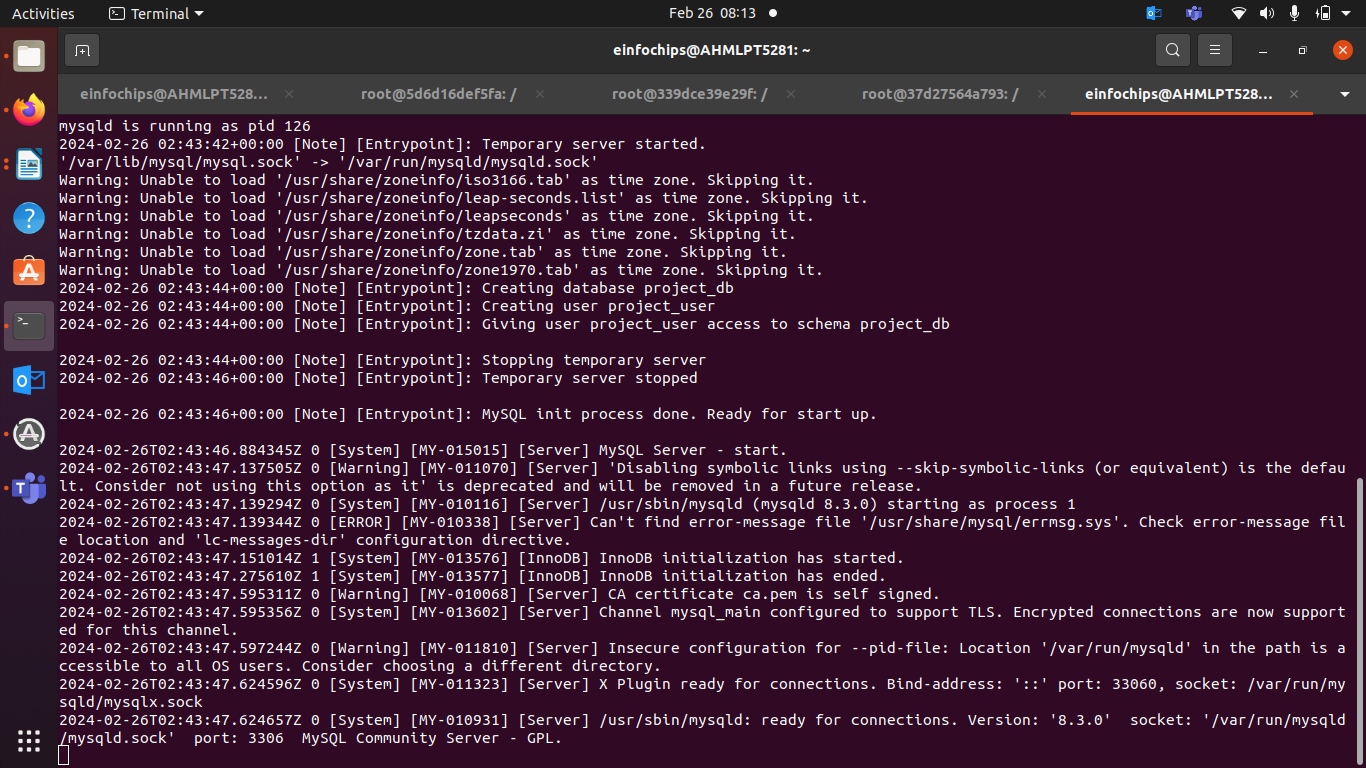 Activities
Terminal
Feb 26 08:13
einfochips@AHMLPT5281: ~
einfochips@AHMLPT528...
root@5d6d16def5fa: /
root@339dce39e29f: /
root@37d27564a793: /
einfochips@AHMLPT528...
mysqld is running as pid 126
2024-02-26 02:43:42+00:00 [Note] [Entrypoint]: Temporary server started.
'/var/lib/mysql/mysql.sock' -> '/var/run/mysqld/mysqld.sock'
Warning: Unable to load '/usr/share/zoneinfo/iso3166.tab' as time zone. Skipping it.
Warning: Unable to load '/usr/share/zoneinfo/leap-seconds.list' as time zone. Skipping it.
Warning: Unable to load '/usr/share/zoneinfo/leapseconds' as time zone. Skipping it.
Warning: Unable to load '/usr/share/zoneinfo/tzdata.zi' as time zone. Skipping it.
Warning: Unable to load '/usr/share/zoneinfo/zone.tab' as time zone. Skipping it.
Warning: Unable to load '/usr/share/zoneinfo/zone1970.tab' as time zone. Skipping it.
2024-02-26 02:43:44+00:00 [Note] [Entrypoint]: Creating database project_db
2024-02-26 02:43:44+00:00 [Note] [Entrypoint]: Creating user project_user
2024-02-26 02:43:44+00:00 [Note] [Entrypoint]: Giving user project_user access to schema project_db
2024-02-26 02:43:44+00:00 [Note] [Entrypoint]: Stopping temporary server
2024-02-26 02:43:46+00:00 [Note] [Entrypoint]: Temporary server stopped
2024-02-26 02:43:46+00:00 [Note] [Entrypoint]: MySQL init process done. Ready for start up.
2024-02-26T02:43:46.884345Z 0 [System] [MY-015015] [Server] MySQL Server - start.
2024-02-26T02:43:47.137505Z 0 [Warning] [MY-011070] [Server] 'Disabling symbolic links using --skip-symbolic-links (or equivalent) is the defau
lt. Consider not using this option as it' is deprecated and will be removed in a future release.
2024-02-26T02:43:47.139294Z 0 [System] [MY-010116] [Server] /usr/sbin/mysqld (mysqld 8.3.0) starting as process 1
2024-02-26T02:43:47.139344Z 0 [ERROR] [MY-010338] [Server] Can't find error-message file '/usr/share/mysql/errmsg.sys'. Check error-message fil
e location and 'lc-messages-dir' configuration directive.
2024-02-26T02:43:47.151014Z 1 [System] [MY-013576] [InnoDB] InnoDB initialization has started.
2024-02-26T02:43:47.275610Z 1 [System] [MY-013577] [InnoDB] InnoDB initialization has ended.
2024-02-26T02:43:47.595311Z 0 [Warning] [MY-010068] [Server] CA certificate ca.pem is self signed.
2024-02-26T02:43:47.595356Z 0 [System] [MY-013602] [Server] Channel mysql_main configured to support TLS. Encrypted connections are now support
ed for this channel.
2024-02-26T02:43:47.597244Z 0 [Warning] [MY-011810] [Server] Insecure configuration for --pid-file: Location '/var/run/mysqld' in the path is a
ccessible to all OS users. Consider choosing a different directory.
2024-02-26T02:43:47.624596Z 0 [System] [MY-011323] [Server] X Plugin ready for connections. Bind-address: '::' port: 33060, socket: /var/run/my
sqld/mysqlx.sock
2024-02-26T02:43:47.624657Z 0 [System] [MY-010931] [Server] /usr/sbin/mysqld: ready for connections. Version: '8.3.0'  socket: '/var/run/mysqld
/mysqld.sock'  port: 3306  MySQL Community Server - GPL.